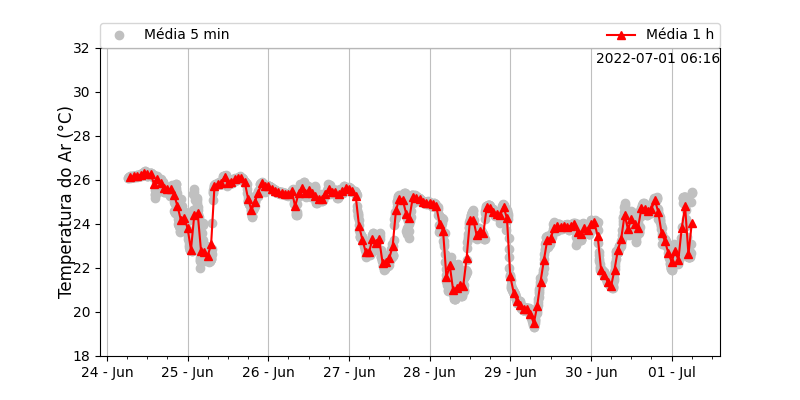 Média 5 min
Média 1 h
2022-07-01 06:16
Temperatura do Ar (°C)
32
30
28
26
24
22
20
18
24 - Jun
25 - Jun
26 - Jun
27 - Jun
28 - Jun
29 - Jun
30 - Jun
01 - Jul